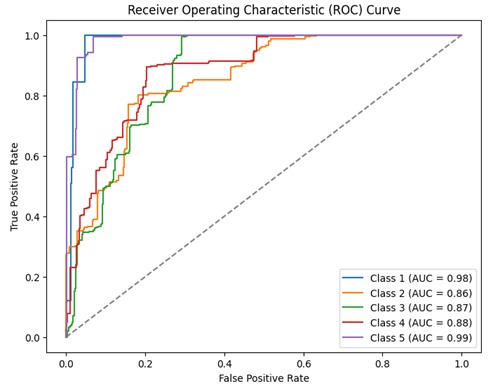 Receiver Operating Characteristic (ROC) Curve
True Positive Rate
1.0
0.8
0.6
0.4
0.2
0.0
Class 1 (AUC = 0.98)
Class 2 (AUC = 0.86)
Class 3 (AUC = 0.87)
Class 4 (AUC = 0.88)
Class 5 (AUC = 0.99)
0.0 0.2 0.4 0.6 0.8 1.0
False Positive Rate